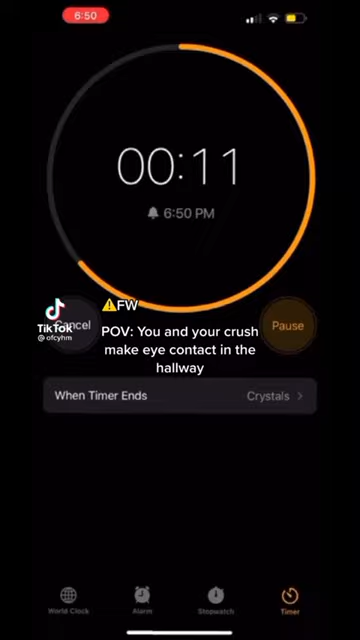 6:50
00:11
6:50 PM
⚠️FW
TikTok
@ ofcyhm
Cancel
Pause
POV: You and your crush
make eye contact in the
hallway
When Timer Ends
Crystals
World Clock
Alarm
Stopwatch
Timer